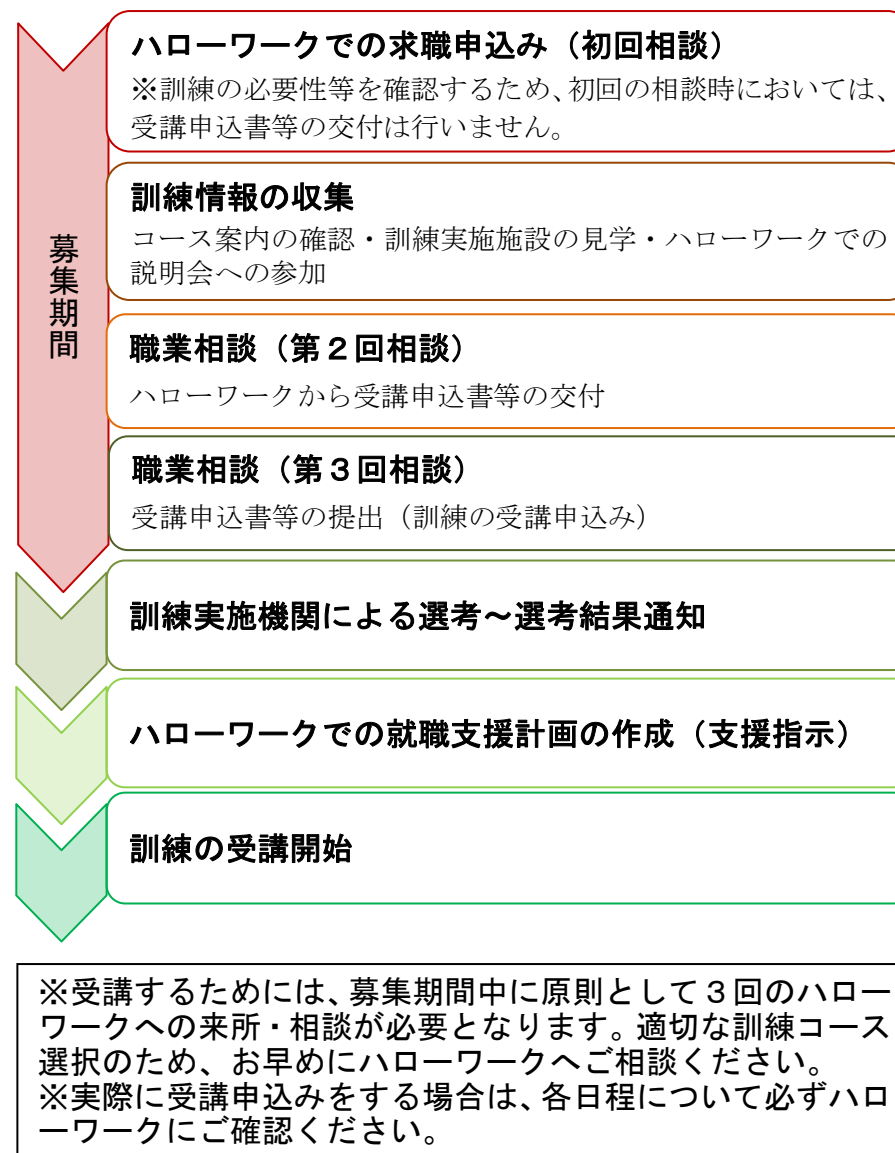 募集期間
ハローワークでの求職申込み（初回相談）
※訓練の必要性等を確認するため、初回の相談時においては、
受講申込書等の交付は行いません。
訓練情報の収集
コース案内の確認・訓練実施施設の見学・ハローワークでの
説明会への参加
職業相談（第２回相談）
ハローワークから受講申込書等の交付
職業相談（第３回相談）
受講申込書等の提出（訓練の受講申込み）
訓練実施機関による選考～選考結果通知
ハローワークでの就職支援計画の作成（支援指示）
訓練の受講開始
※受講するためには、募集期間中に原則として３回のハロー
ワークへの来所・相談が必要となります。適切な訓練コース
選択のため、お早めにハローワークへご相談ください。
※実際に受講申込みをする場合は、各日程について必ずハロ
ーワークにご確認ください。